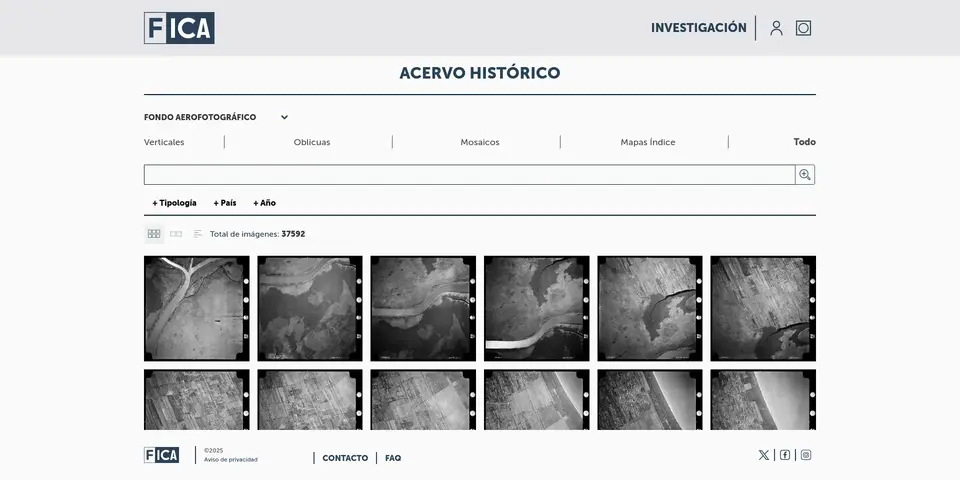 FICA
INVESTIGACIÓN
ACERVO HISTÓRICO
FONDO AEROFOTOGRÁFICO
Verticales
Oblicuas
Mosaicos
Mapas Índice
Todo
+ Tipología
+ País
+ Año
Total de imágenes: 37592
FICA
©2025
Aviso de privacidad
CONTACTO
FAQ